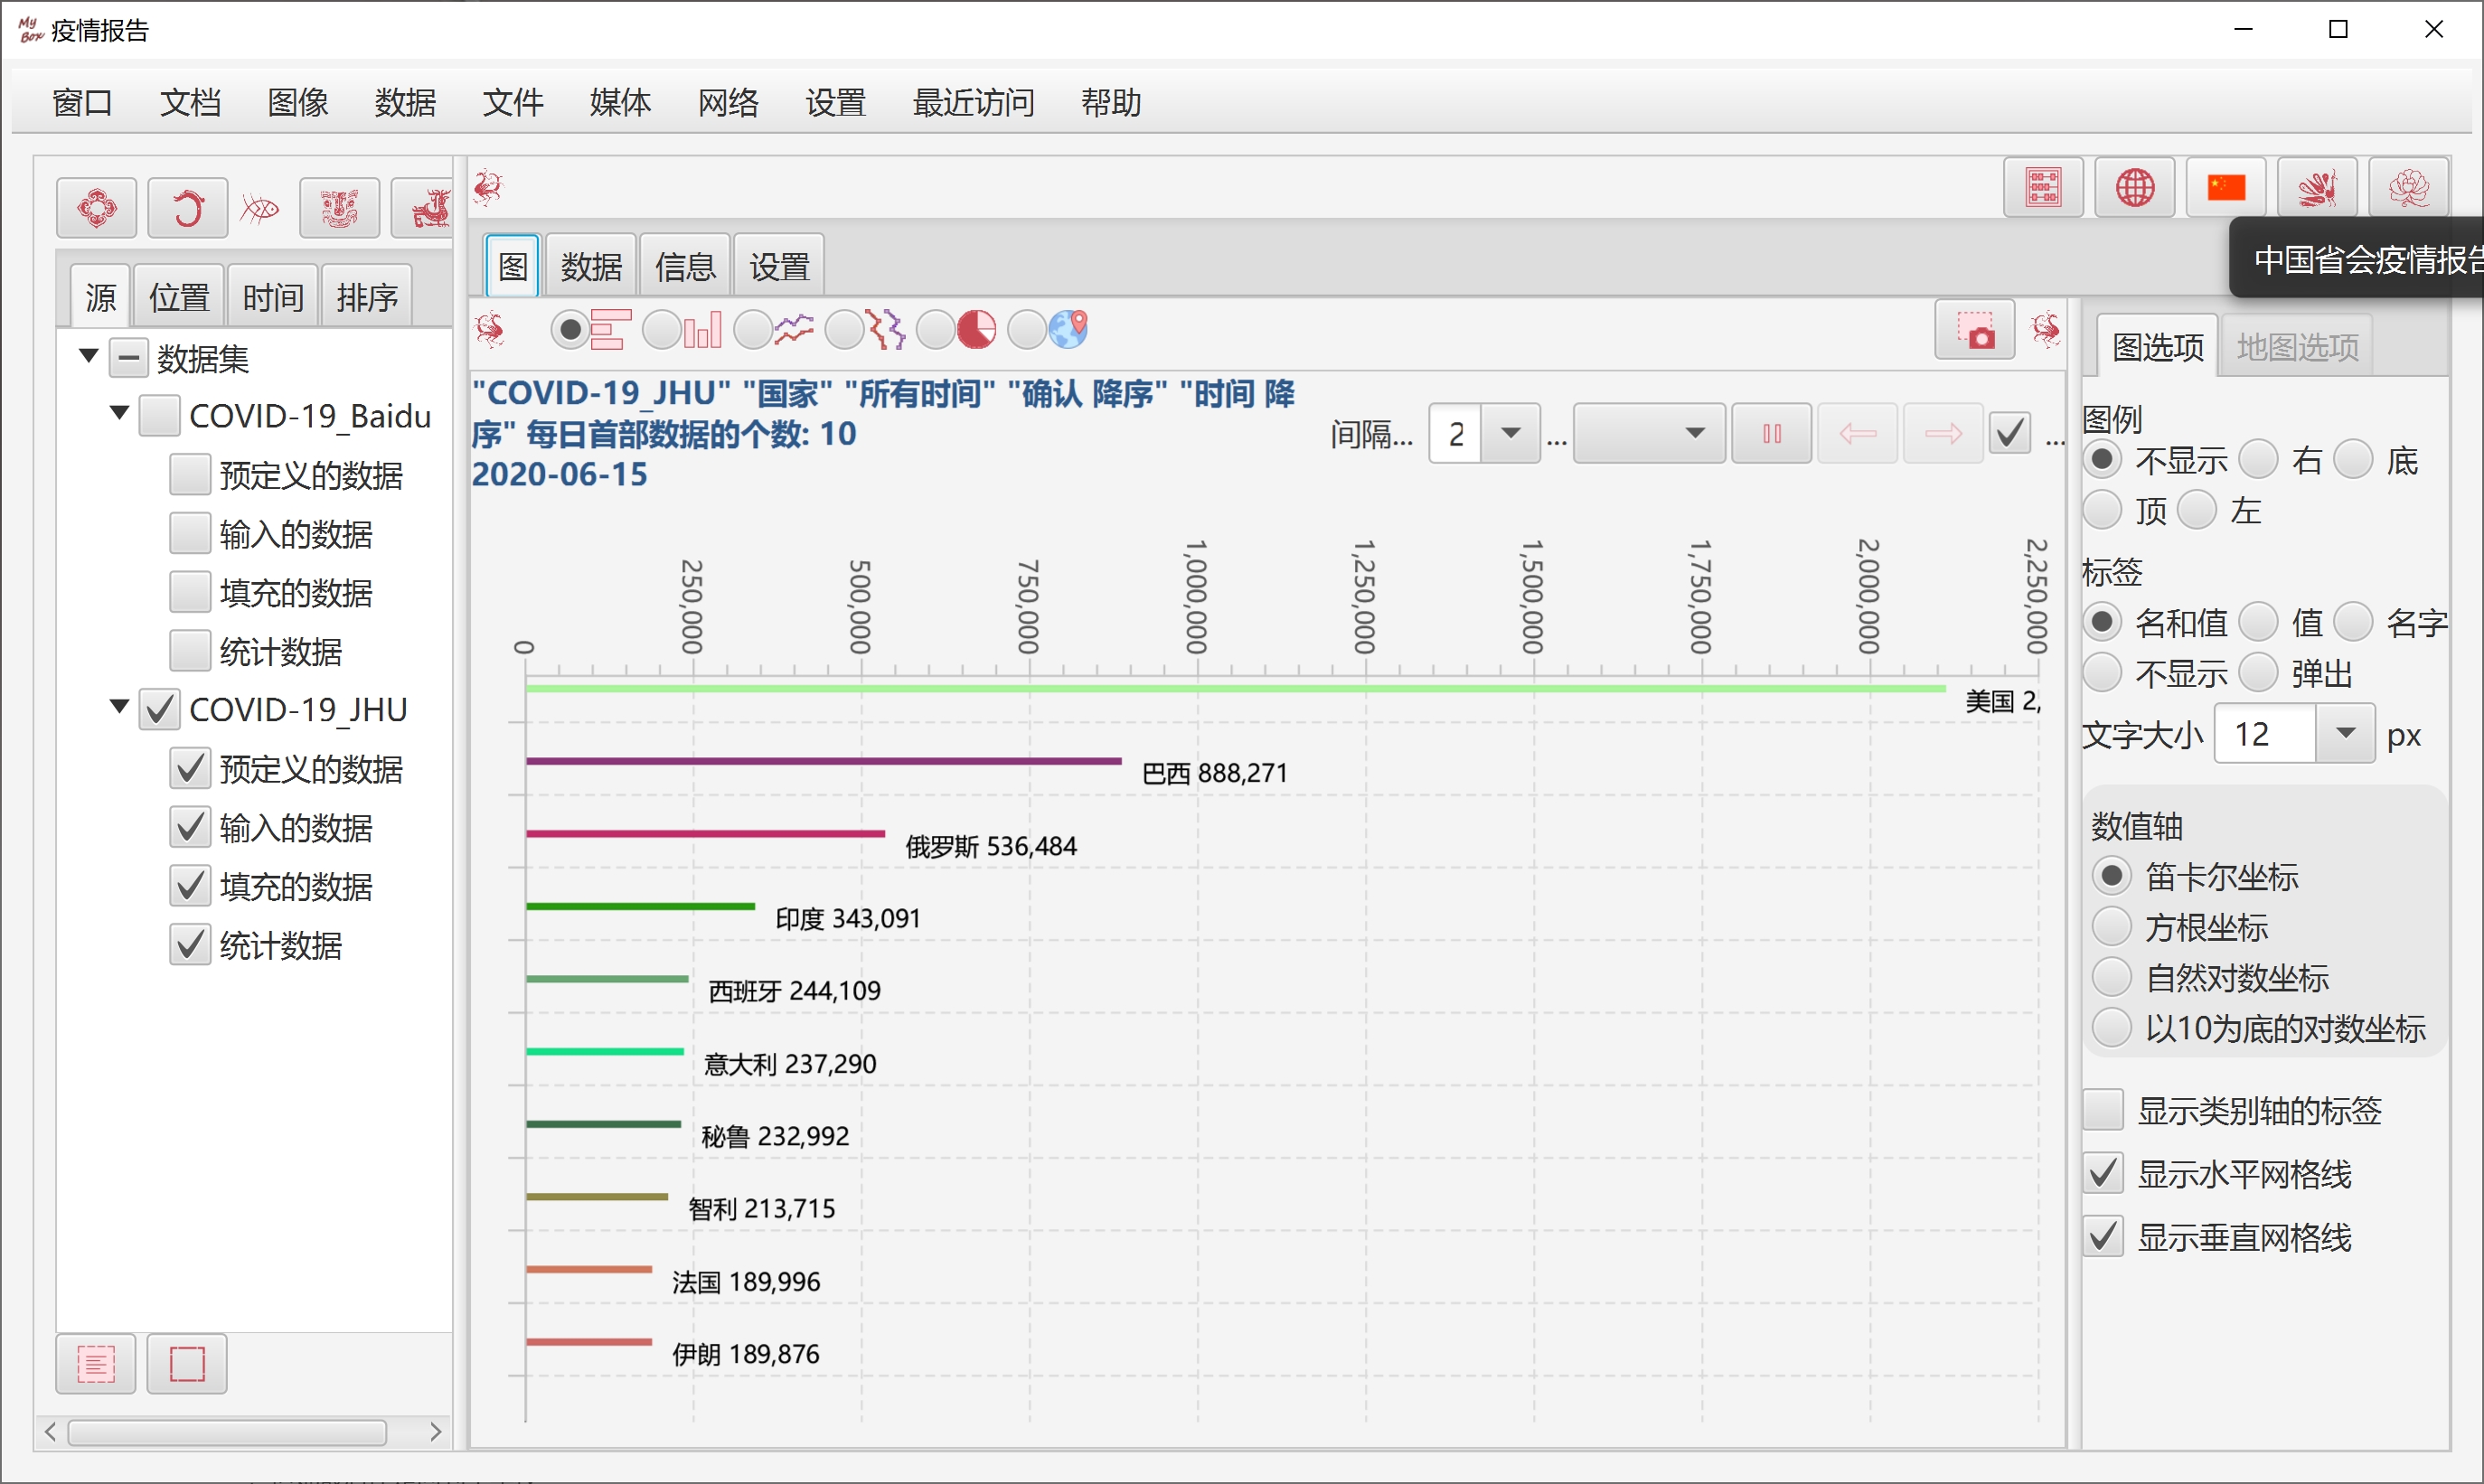 My Box 疫情报告
窗口 文档 图像 数据 文件 媒体 网络 设置 最近访问 帮助
源 位置 时间 排序
数据集
COVID-19_Baidu
预定义的数据
输入的数据
填充的数据
统计数据
COVID-19_JHU
预定义的数据
输入的数据
填充的数据
统计数据
图 数据 信息 设置
中国省会疫情报告
"COVID-19_JHU" "国家" "所有时间" "确认 降序" "时间 降
序" 每日首部数据的个数: 10
2020-06-15
间隔... 2 ... ...
0 250,000 500,000 750,000 1,000,000 1,250,000 1,500,000 1,750,000 2,000,000 2,250,000
美国 2,
巴西 888,271
俄罗斯 536,484
印度 343,091
西班牙 244,109
意大利 237,290
秘鲁 232,992
智利 213,715
法国 189,996
伊朗 189,876
图选项 地图选项
图例
不显示 右 底
顶 左
标签
名和值 值 名字
不显示 弹出
文字大小 12 px
数值轴
笛卡尔坐标
方根坐标
自然对数坐标
以10为底的对数坐标
显示类别轴的标签
显示水平网格线
显示垂直网格线